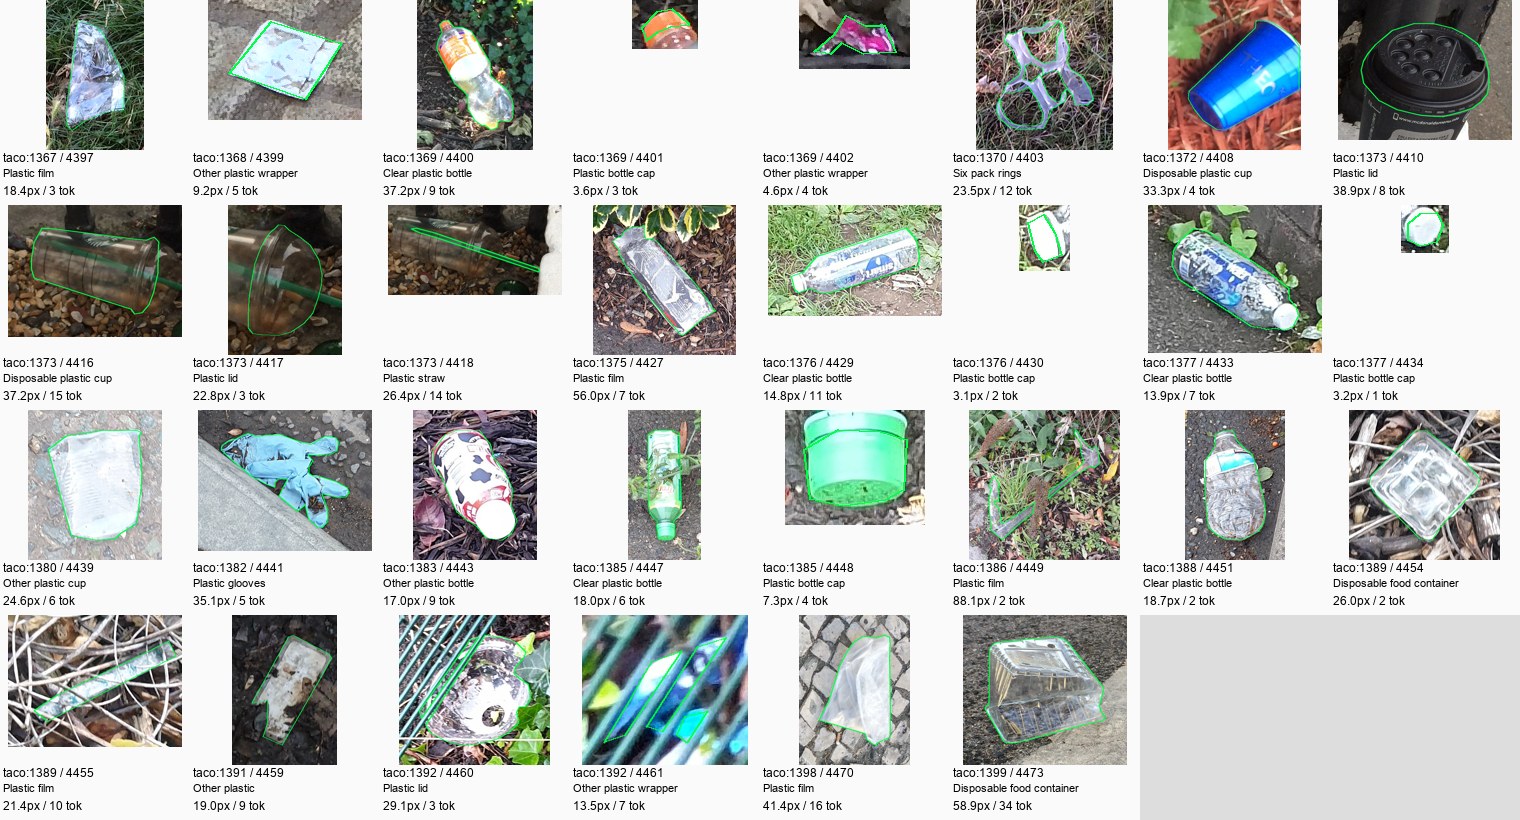 taco:1367 / 4397
Plastic film
18.4px / 3 tok
taco:1368 / 4399
Other plastic wrapper
9.2px / 5 tok
taco:1369 / 4400
Clear plastic bottle
37.2px / 9 tok
taco:1369 / 4401
Plastic bottle cap
3.6px / 3 tok
taco:1369 / 4402
Other plastic wrapper
4.6px / 4 tok
taco:1370 / 4403
Six pack rings
23.5px / 12 tok
taco:1372 / 4408
Disposable plastic cup
33.3px / 4 tok
taco:1373 / 4410
Plastic lid
38.9px / 8 tok
taco:1373 / 4416
Disposable plastic cup
37.2px / 15 tok
taco:1373 / 4417
Plastic lid
22.8px / 3 tok
taco:1373 / 4418
Plastic straw
26.4px / 14 tok
taco:1375 / 4427
Plastic film
56.0px / 7 tok
taco:1376 / 4429
Clear plastic bottle
14.8px / 11 tok
taco:1376 / 4430
Plastic bottle cap
3.1px / 2 tok
taco:1377 / 4433
Clear plastic bottle
13.9px / 7 tok
taco:1377 / 4434
Plastic bottle cap
3.2px / 1 tok
taco:1380 / 4439
Other plastic cup
24.6px / 6 tok
taco:1382 / 4441
Plastic glooves
35.1px / 5 tok
taco:1383 / 4443
Other plastic bottle
17.0px / 9 tok
taco:1385 / 4447
Clear plastic bottle
18.0px / 6 tok
taco:1385 / 4448
Plastic bottle cap
7.3px / 4 tok
taco:1386 / 4449
Plastic film
88.1px / 2 tok
taco:1388 / 4451
Clear plastic bottle
18.7px / 2 tok
taco:1389 / 4454
Disposable food container
26.0px / 2 tok
taco:1389 / 4455
Plastic film
21.4px / 10 tok
taco:1391 / 4459
Other plastic
19.0px / 9 tok
taco:1392 / 4460
Plastic lid
29.1px / 3 tok
taco:1392 / 4461
Other plastic wrapper
13.5px / 7 tok
taco:1398 / 4470
Plastic film
41.4px / 16 tok
taco:1399 / 4473
Disposable food container
58.9px / 34 tok